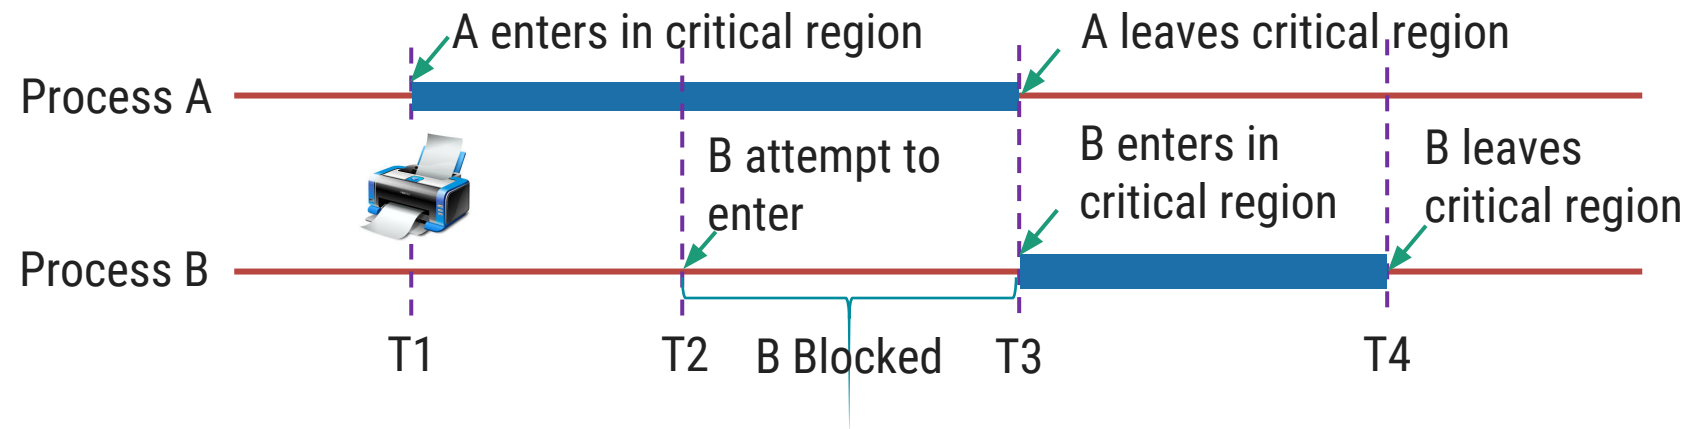 A enters in critical region
A leaves critical region
Process A
B attempt to
enter
B enters in
critical region
B leaves
critical region
Process B
T1
T2
B Blocked
T3
T4